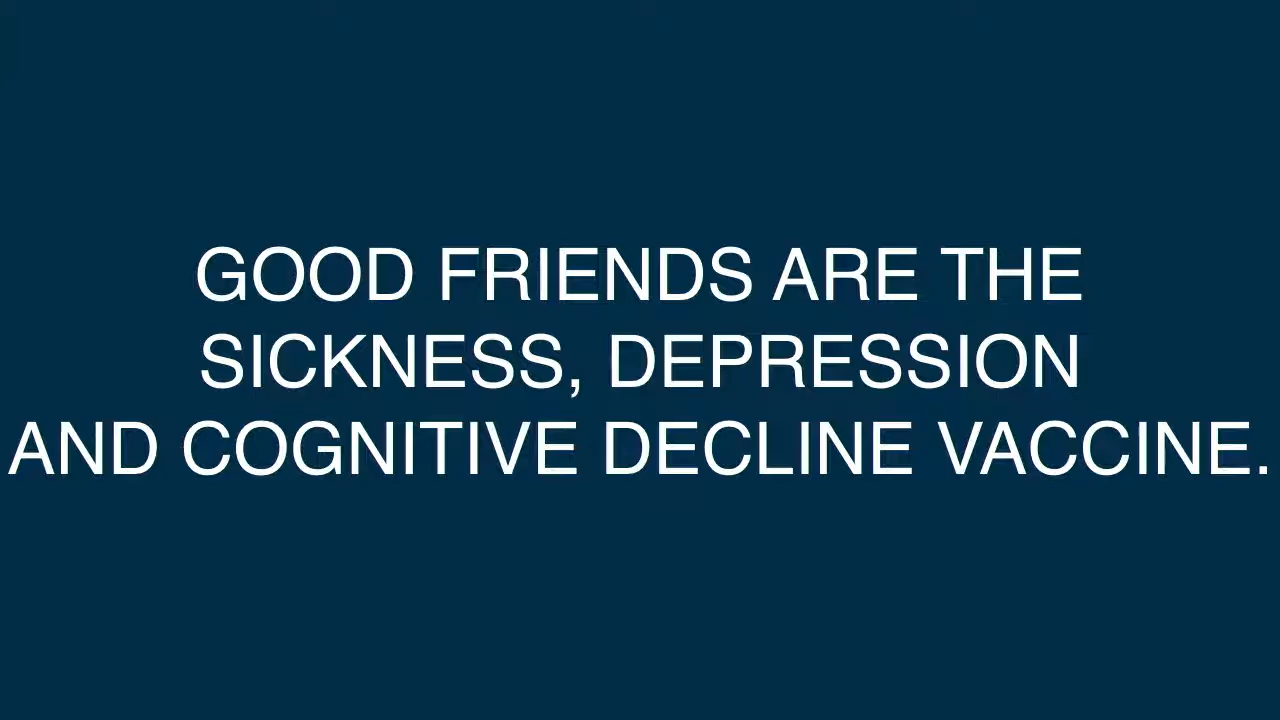 GOOD FRIENDS ARE THE
SICKNESS, DEPRESSION
AND COGNITIVE DECLINE VACCINE.